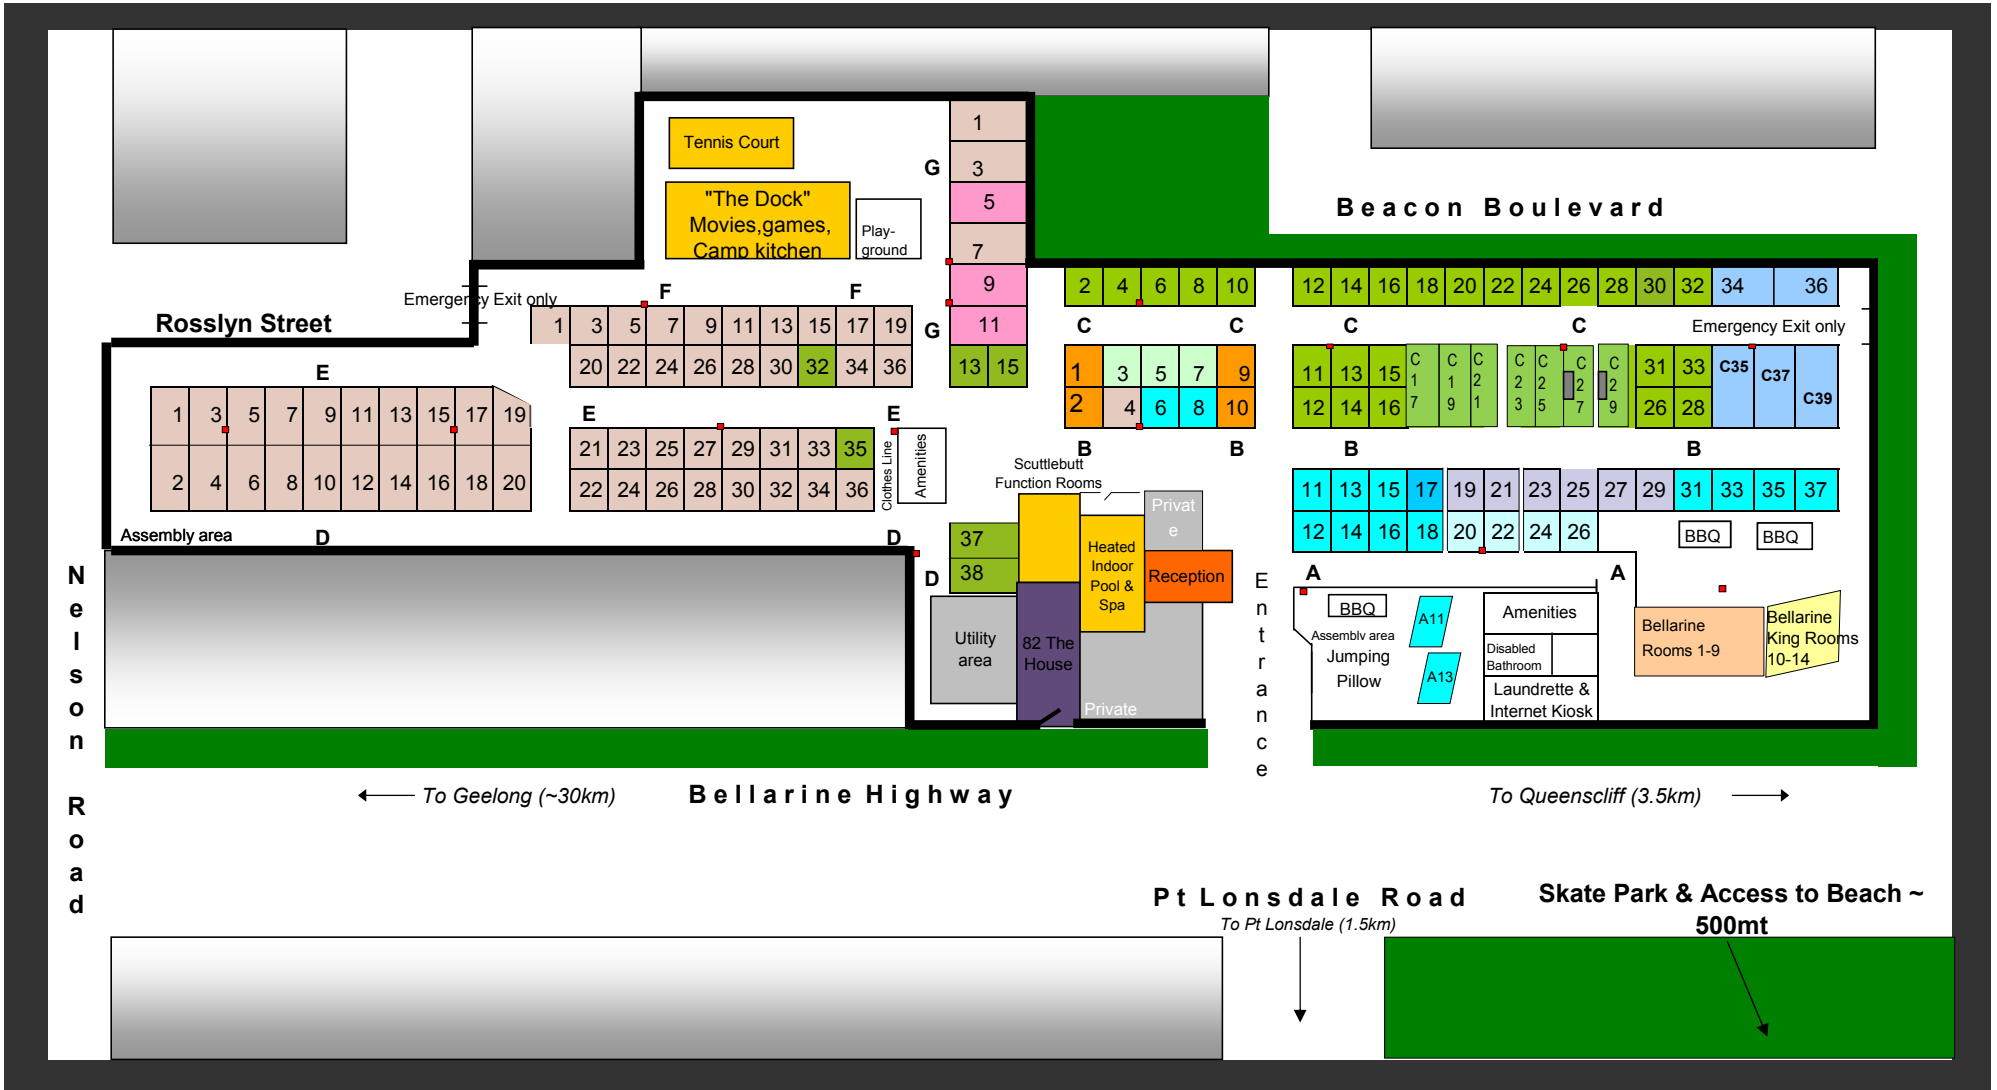 Tennis Court
1
G
3
"The Dock"
Movies,games,
Camp kitchen
Play-
ground
5
7
9
Beacon Boulevard
Emergency Exit only
F F
2 4 6 8 10
12 14 16 18 20 22 24 26 28 30 32 34 36
Rosslyn Street
1 3 5 7 9 11 13 15 17 19
G 11
C C C C Emergency Exit only
20 22 24 26 28 30 32 34 36
13 15
1 3 5 7 9
11 13 15 C17 C19 C21 C23 C25 C27 C29 31 33 C35 C37 C39
2 4 6 8 10
12 14 16 26 28
E
1 3 5 7 9 11 13 15 17 19
E E
21 23 25 27 29 31 33 35
Clothes Line
Amenities
B B B B
2 4 6 8 10 12 14 16 18 20
22 24 26 28 30 32 34 36
Scuttlebutt
Function Rooms
11 13 15 17 19 21 23 25 27 29 31 33 35 37
12 14 16 18 20 22 24 26
BBQ BBQ
Assembly area
D D
Privat
e
37
38
D
Heated
Indoor
Pool &
Spa
Reception
Utility
area
82 The
House
Private
Entrance
A A
BBQ
Assembly area
Jumping
Pillow
A11
A13
Amenities
Disabled
Bathroom
Laundrette &
Internet Kiosk
Bellarine
Rooms 1-9
Bellarine
King Rooms
10-14
Nelson Road
To Geelong (~30km)
Bellarine Highway
To Queenscliff (3.5km)
Pt Lonsdale Road
To Pt Lonsdale (1.5km)
Skate Park & Access to Beach ~
500mt